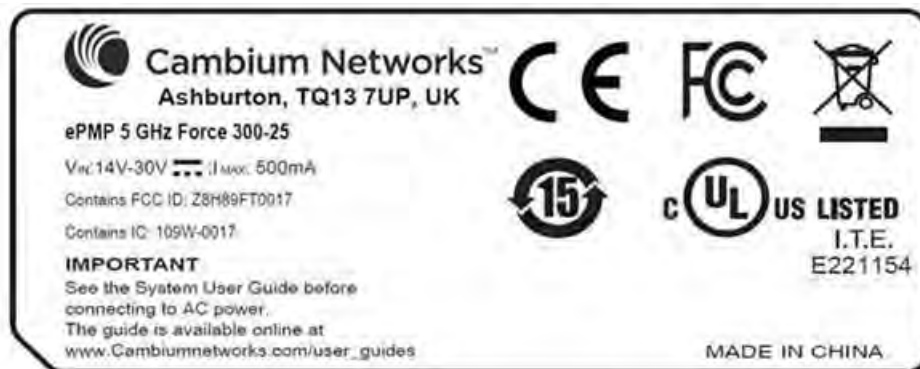 Cambium Networks™
Ashburton, TQ13 7UP, UK
ePMP 5 GHz Force 300-25
VIN:14V-30V ;I MAX: 500mA
Contains FCC ID: Z8H89FT0017
Contains IC: 109W-0017
IMPORTANT
See the System User Guide before
connecting to AC power.
The guide is available online at
www.Cambiumnetworks.com/user_guides
CE FC
15
C UL US LISTED
I.T.E.
E221154
MADE IN CHINA